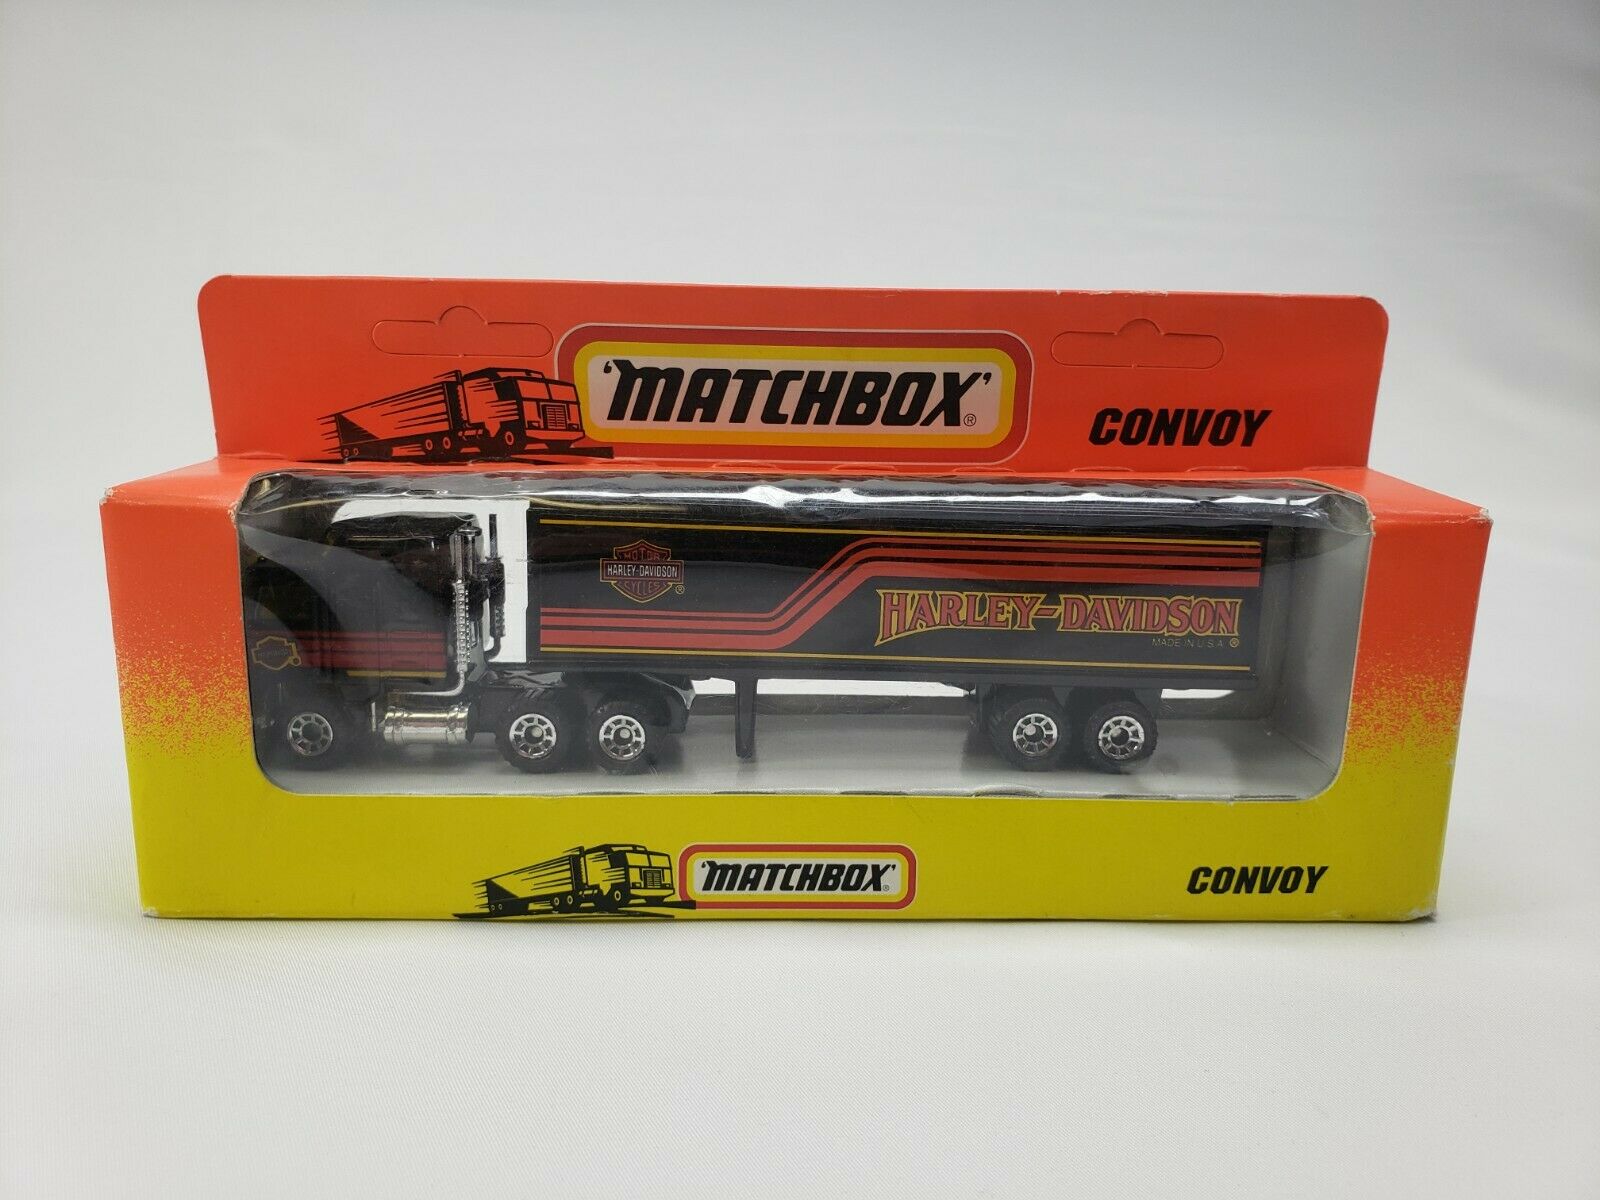 'MATCHBOX'®
CONVOY
MOTOR
HARLEY-DAVIDSON
CYCLES
®
HARLEY-DAVIDSON
MADE IN U.S.A ®
'MATCHBOX'®
CONVOY